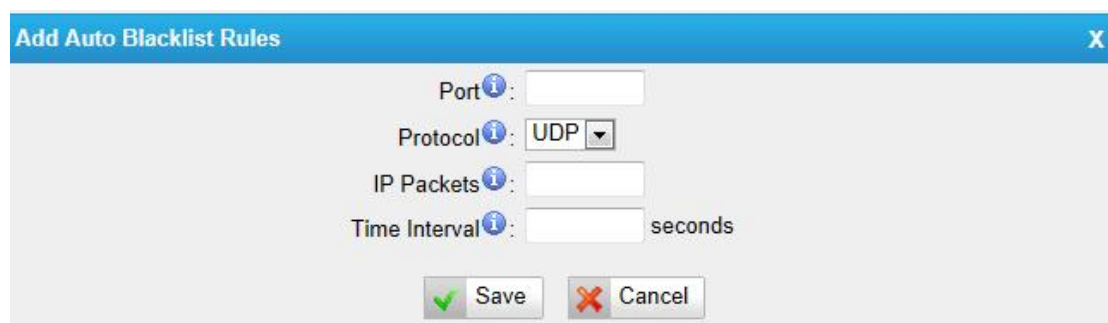 Add Auto Blacklist Rules X
Port :
Protocol : UDP
IP Packets :
Time Interval : seconds
Save Cancel